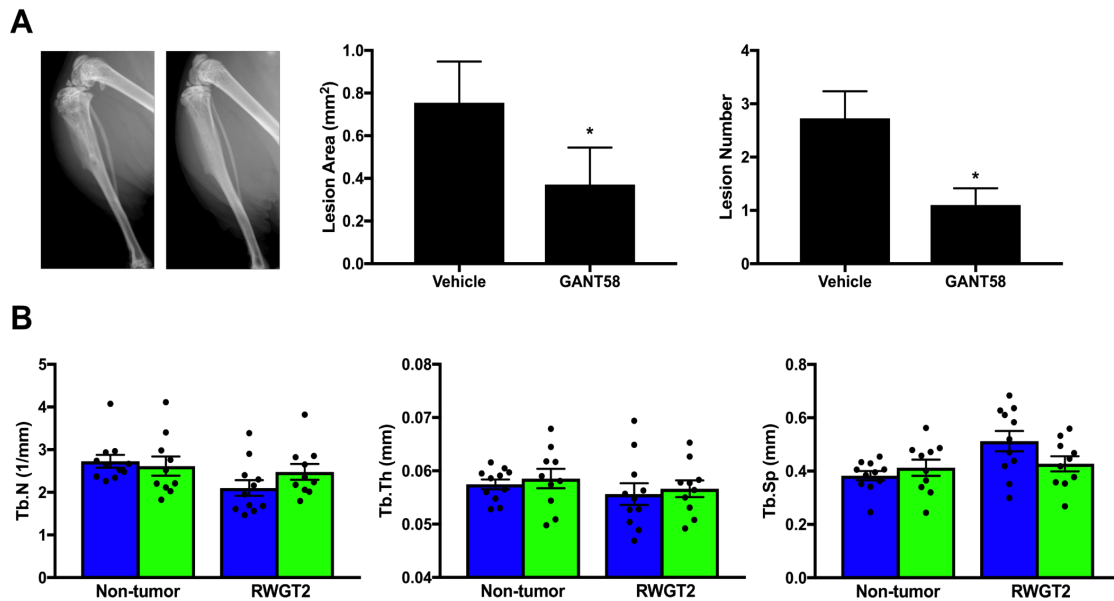 A
Lesion Area (mm²)
1.0
0.8
0.6
0.4
0.2
0.0
*
Vehicle
GANT58
Lesion Number
4
3
2
1
0
*
Vehicle
GANT58
B
Tb.N (1/mm)
5
4
3
2
1
0
Non-tumor
RWGT2
Tb.Th (mm)
0.08
0.07
0.06
0.05
0.04
Non-tumor
RWGT2
Tb.Sp (mm)
0.8
0.6
0.4
0.2
0.0
Non-tumor
RWGT2